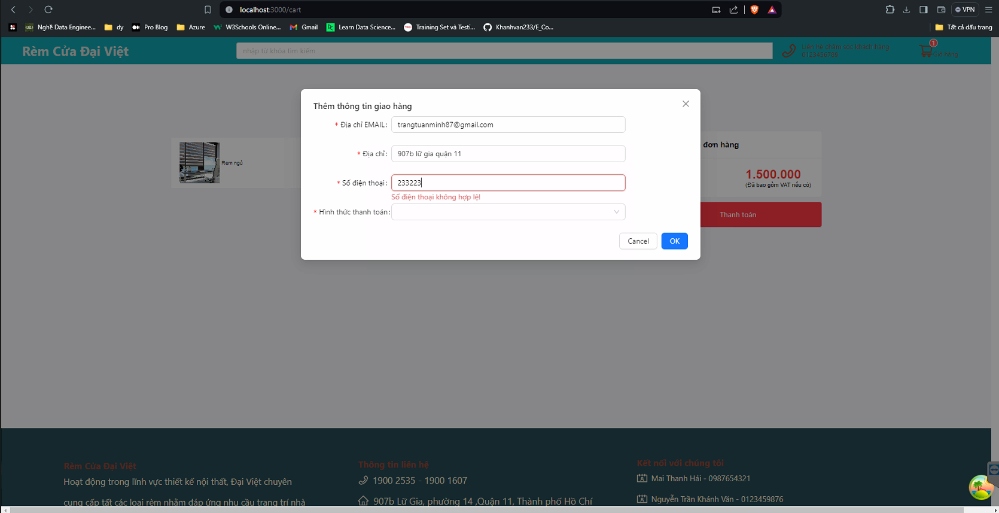 localhost:3000/cart
VPN
Nghề Data Enginee...
dy
Pro Blog
Azure
W3Schools Online...
Gmail
Learn Data Science...
Training Set và Testi...
Khanhvan233/E_Co...
Tất cả dấu trang
Rèm Cửa Đại Việt
nhập từ khóa tìm kiếm
Liên hệ chăm sóc khách hàng
0123456789
1
Giỏ hàng
Thêm thông tin giao hàng
* Địa chỉ EMAIL:
trangtuanminh87@gmail.com
* Địa chỉ:
907b lữ gia quận 11
* Số điện thoại:
233223
Số điện thoại không hợp lệ!
* Hình thức thanh toán:
Cancel
OK
Rem ngủ
đơn hàng
1.500.000
(Đã bao gồm VAT nếu có)
Thanh toán
Rèm Cửa Đại Việt
Hoạt động trong lĩnh vực thiết kế nội thất, Đại Việt chuyên
cung cấp tất các loại rèm nhằm đáp ứng nhu cầu trang trí nhà
Thông tin liên hệ
1900 2535 - 1900 1607
907b Lữ Gia, phường 14 ,Quận 11, Thành phố Hồ Chí
Kết nối với chúng tôi
Mai Thanh Hải - 0987654321
Nguyễn Trần Khánh Vân - 0123459876